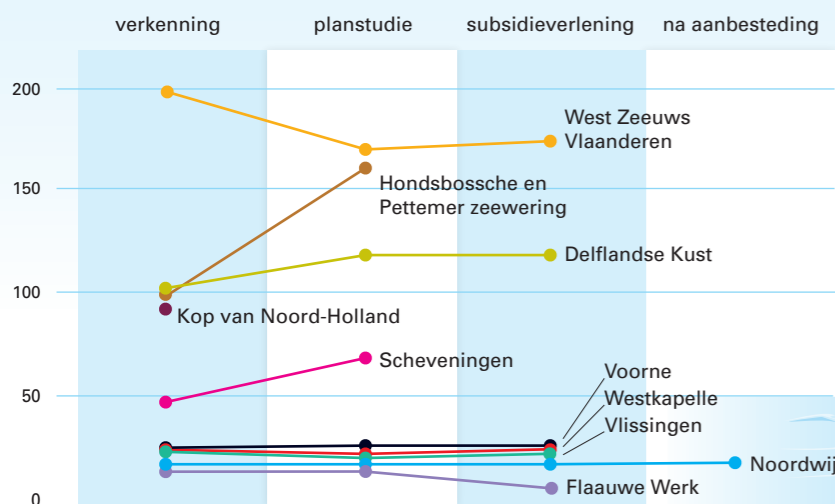 verkenning planstudie subsidieverlening na aanbesteding
200
West Zeeuws
Vlaanderen
150
Hondsbossche en
Pettemer zeewering
Delflandse Kust
100
Kop van Noord-Holland
Scheveningen
50
Voorne
Westkapelle
Vlissingen
Noordwij
Flaauwe Werk
0